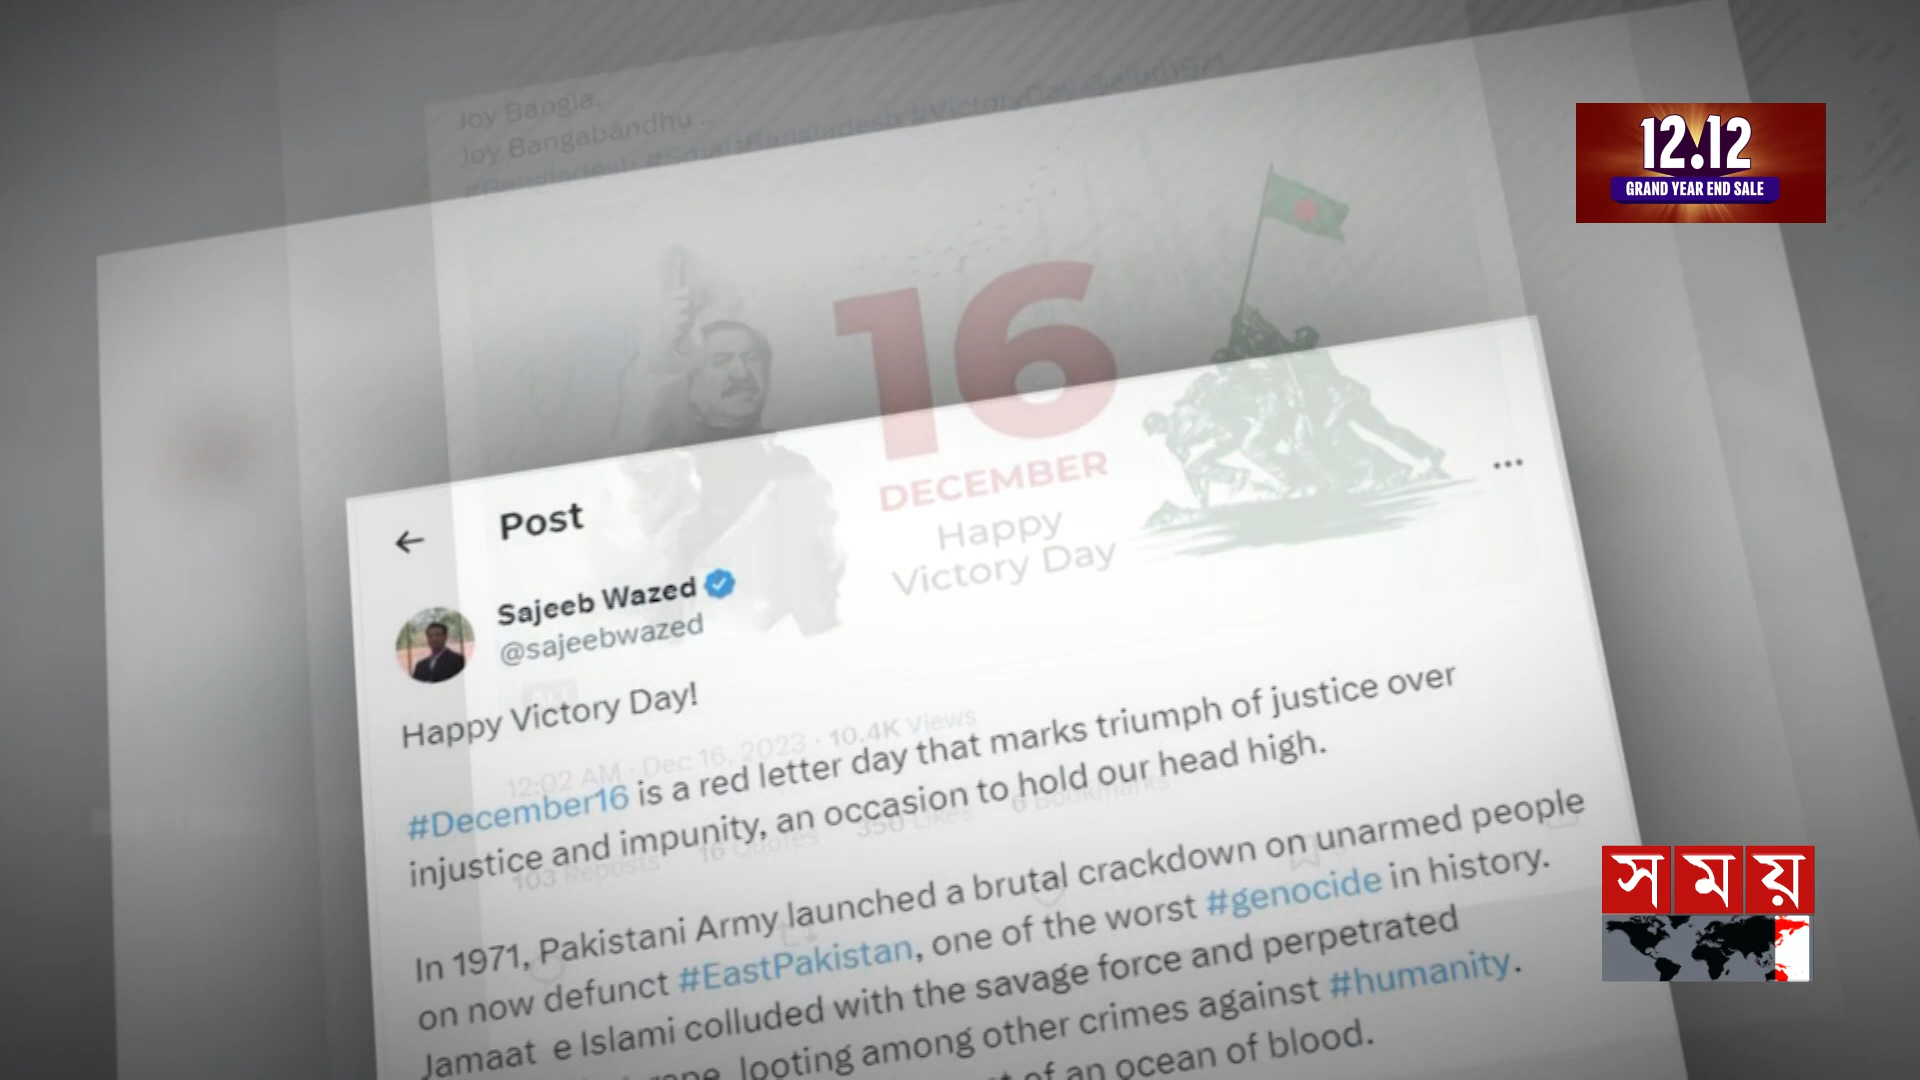 Joy Bangla,
Joy Bangabandhu ..
#Bangladesh #SmartBangladesh #VictoryDay @albd1971
12.12
GRAND YEAR END SALE
16
DECEMBER
Happy
Victory Day
Post
Sajeeb Wazed
@sajeebwazed
Happy Victory Day!
ALT
12:02 AM · Dec 16, 2023 · 10.4K Views
#December16 is a red letter day that marks triumph of justice over
injustice and impunity, an occasion to hold our head high.
103 Reposts 16 Quotes 350 Likes 6 Bookmarks
In 1971, Pakistani Army launched a brutal crackdown on unarmed people
on now defunct #EastPakistan, one of the worst #genocide in history.
Jamaat e Islami colluded with the savage force and perpetrated
looting among other crimes against #humanity.
of an ocean of blood.
সময়